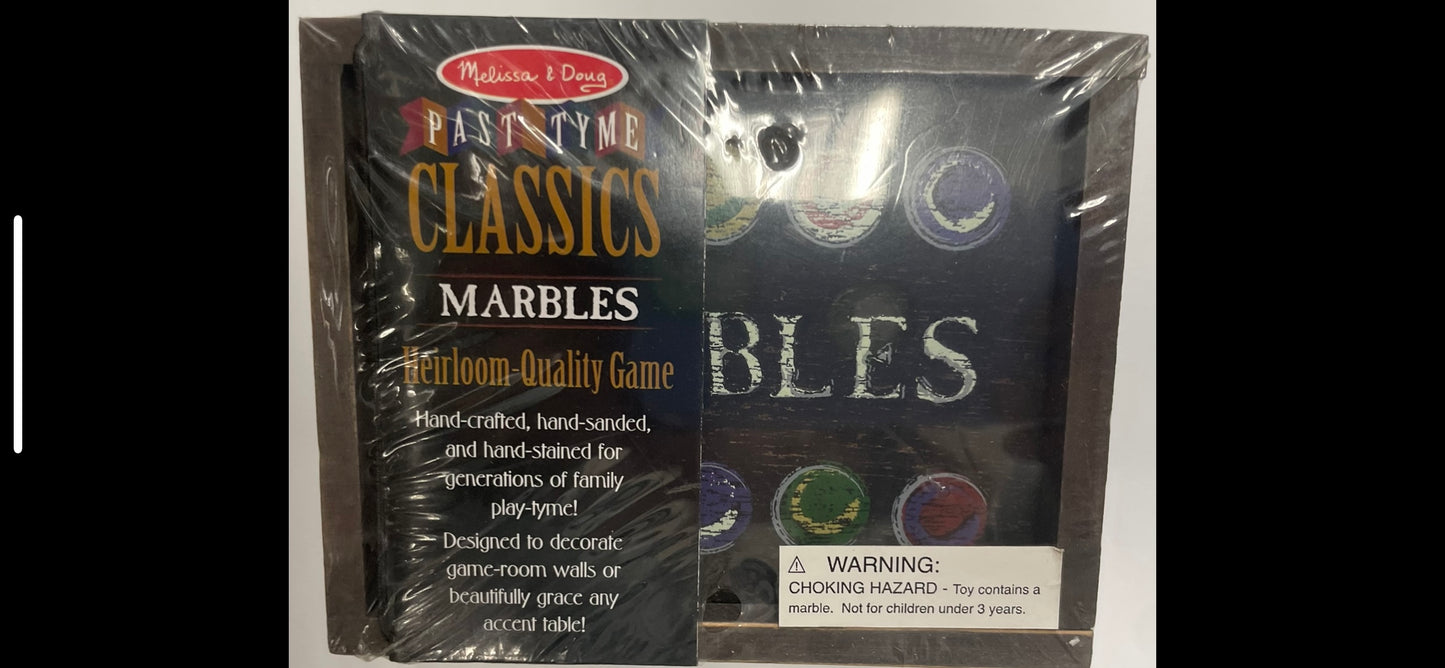 Melissa & Doug
PAST TYME
CLASSICS
MARBLES
Heirloom-Quality Game
Hand-crafted, hand-sanded,
and hand-stained for
generations of family
play-tyme!
Designed to decorate
game-room walls or
beautifully grace any
accent table!
BLES
WARNING:
CHOKING HAZARD - Toy contains a
marble. Not for children under 3 years.